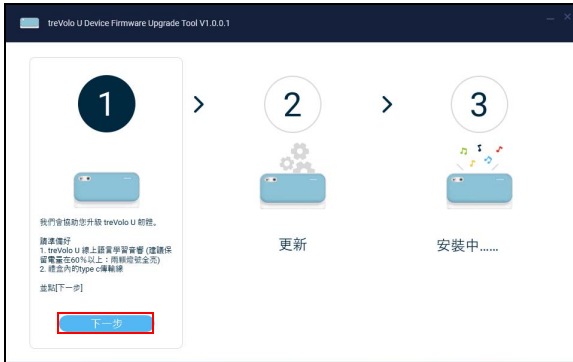 treVolo U Device Firmware Upgrade Tool V1.0.0.1
1
2
3
我們會協助您升級 treVolo U 韌體。
請準備好
1. treVolo U 線上語言學習音響 (建議保
留電量在60%以上：兩顆燈號全亮)
2. 禮盒內的type c傳輸線
並點[下一步]
下一步
更新
安裝中......